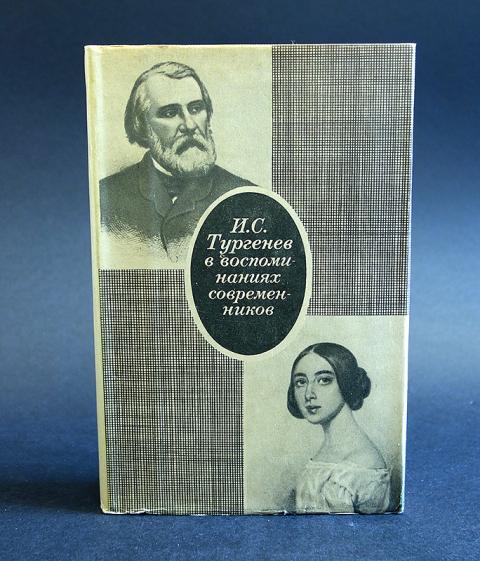 И.С.
Тургенев
в воспоми-
наниях
современ-
ников